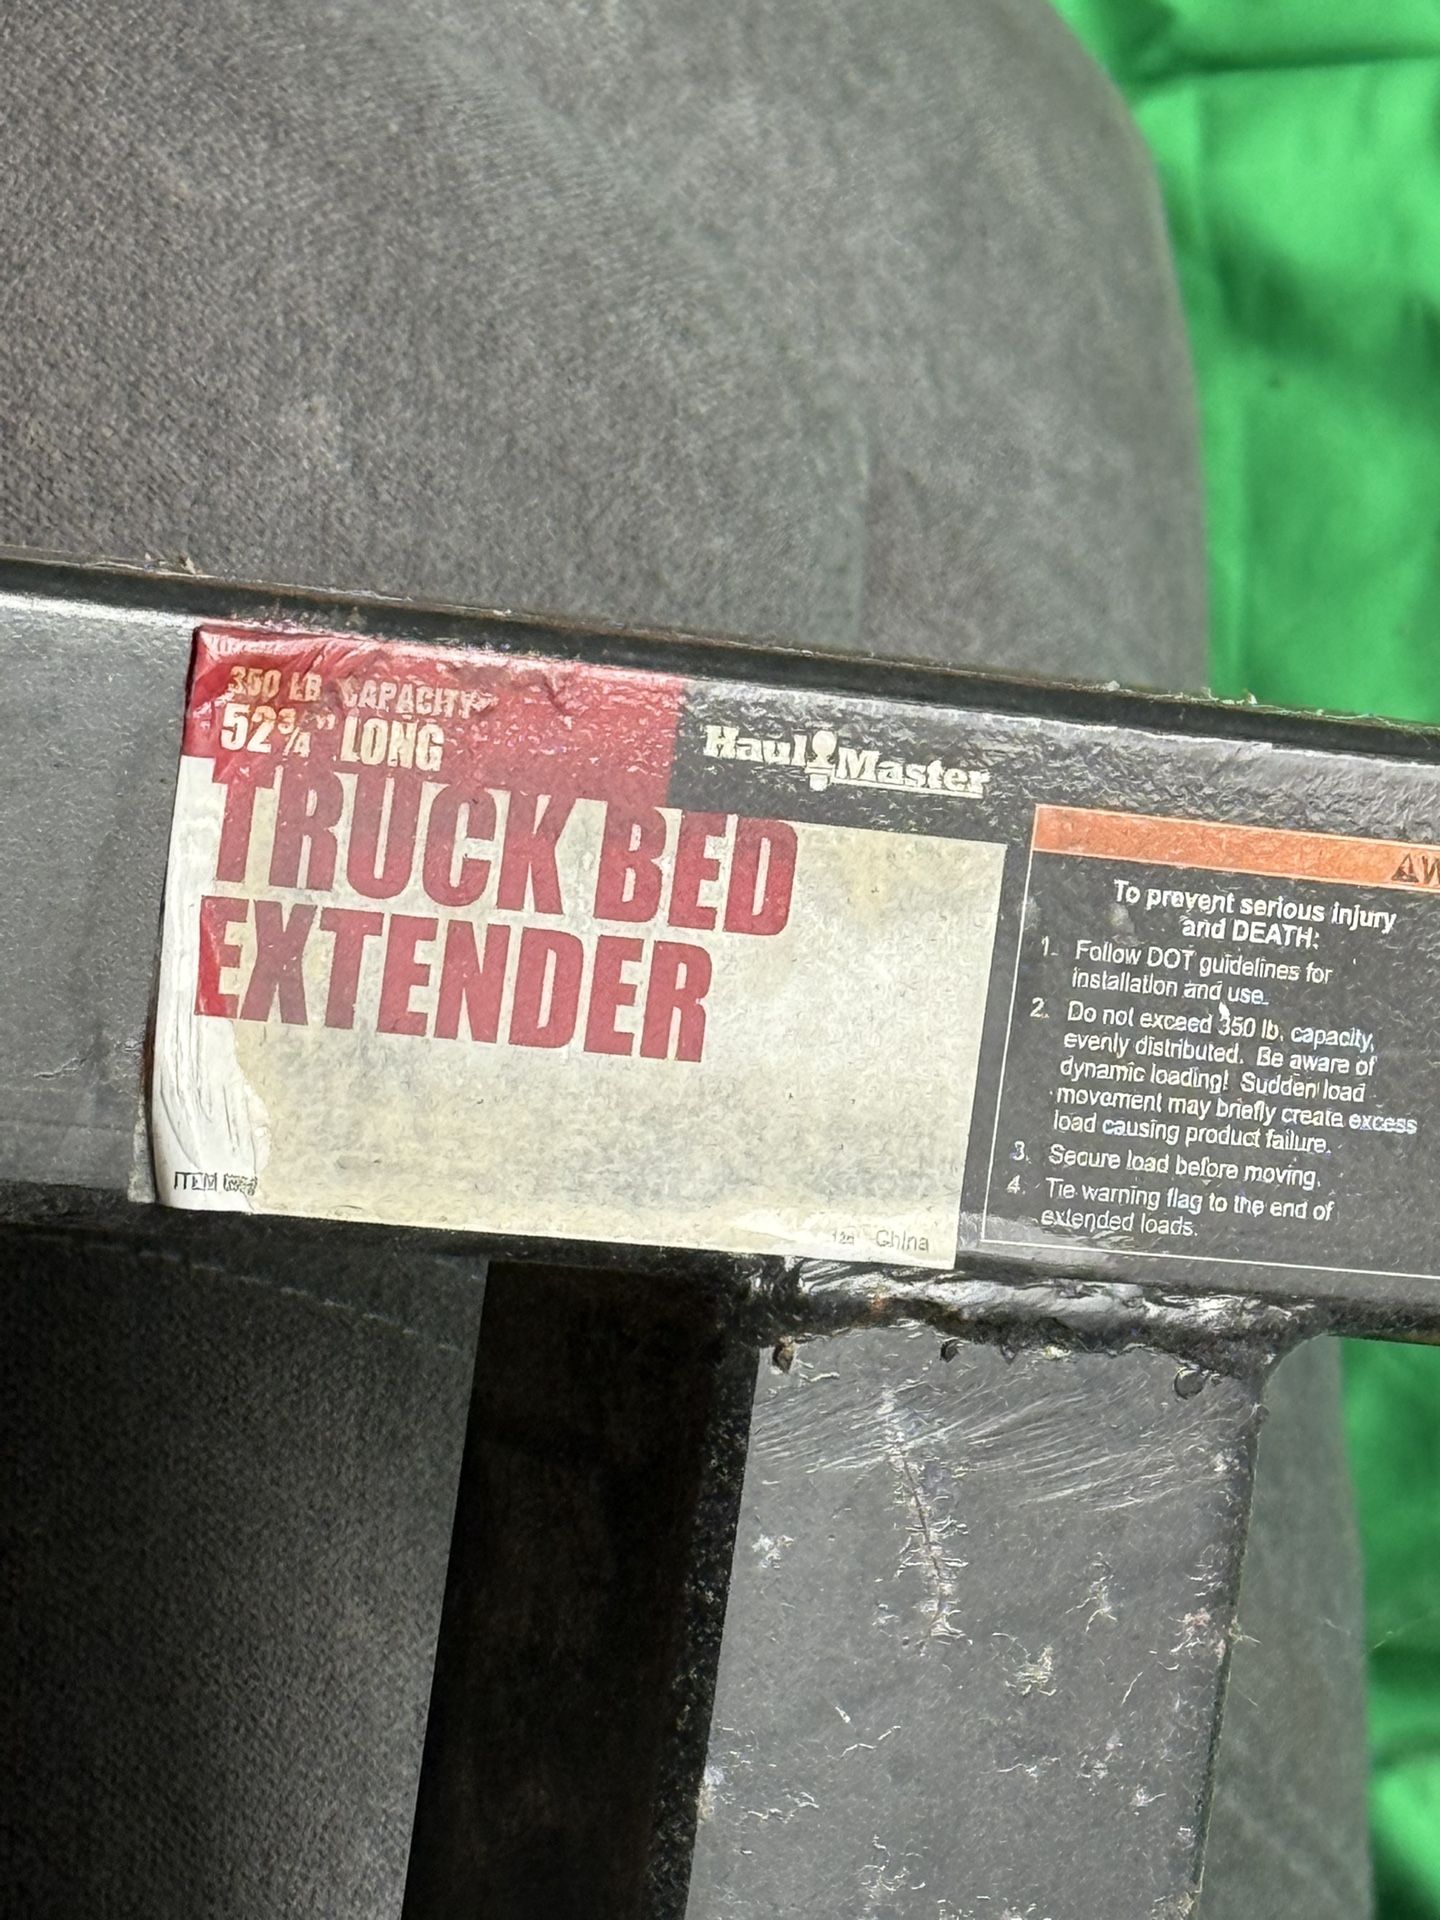 350 LB. CAPACITY
52¾" LONG
TRUCK BED
EXTENDER
Haul Master
ITEM
China
To prevent serious injury
and DEATH:
1. Follow DOT guidelines for
installation and use.
2. Do not exceed 350 lb. capacity,
evenly distributed. Be aware of
dynamic loading! Sudden load
movement may briefly create excess
load causing product failure.
3. Secure load before moving.
4. Tie warning flag to the end of
extended loads.